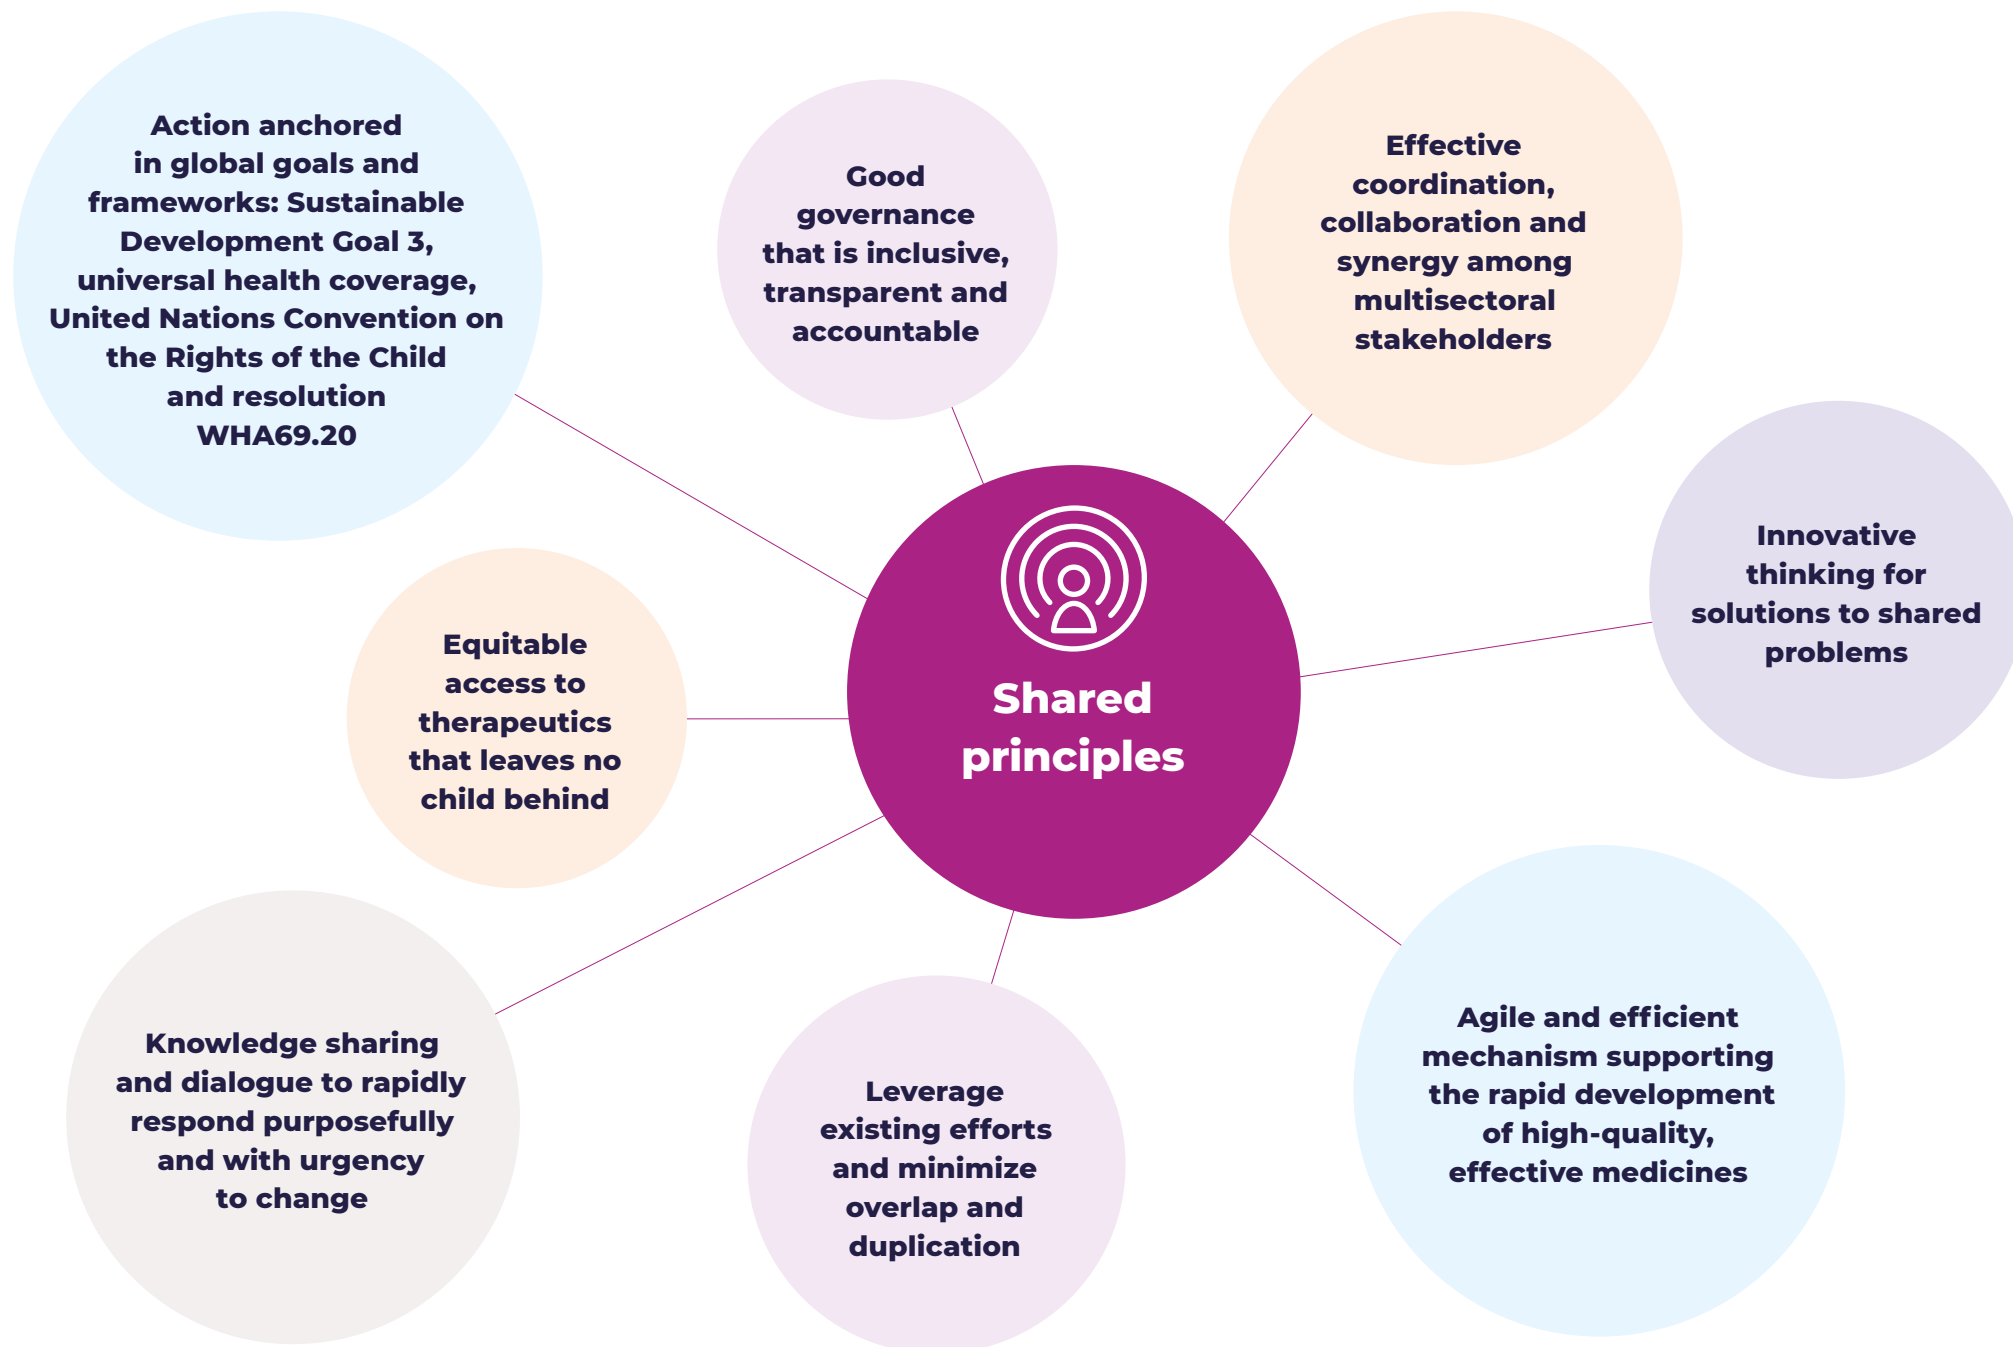 Action anchored
in global goals and
frameworks: Sustainable
Development Goal 3,
universal health coverage,
United Nations Convention on
the Rights of the Child
and resolution
WHA69.20
Good
governance
that is inclusive,
transparent and
accountable
Effective
coordination,
collaboration and
synergy among
multisectoral
stakeholders
Innovative
thinking for
solutions to shared
problems
Equitable
access to
therapeutics
that leaves no
child behind
Shared
principles
Knowledge sharing
and dialogue to rapidly
respond purposefully
and with urgency
to change
Leverage
existing efforts
and minimize
overlap and
duplication
Agile and efficient
mechanism supporting
the rapid development
of high-quality,
effective medicines